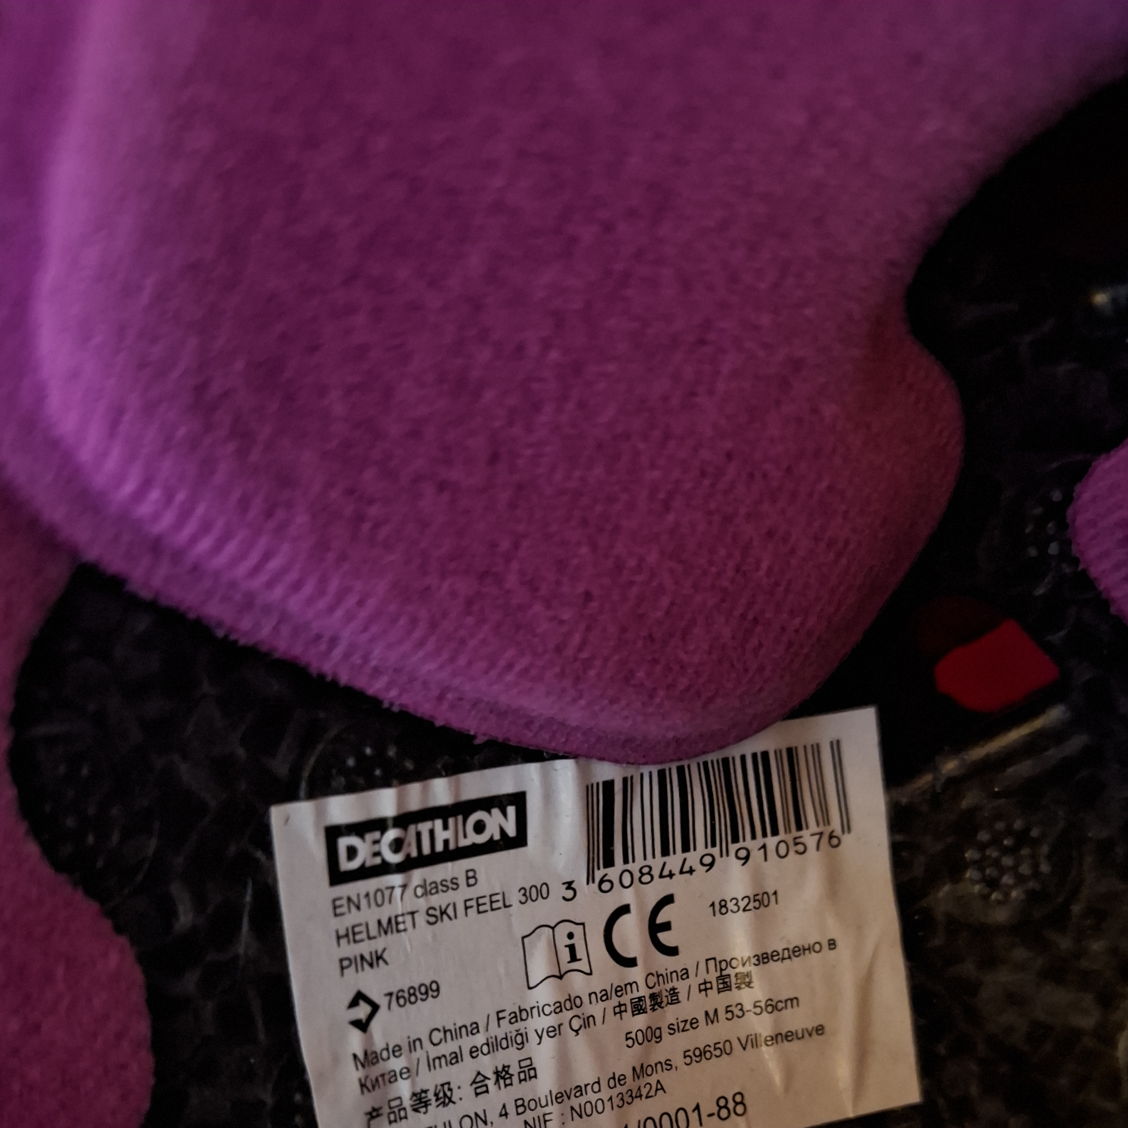 DECATHLON
EN1077 class B
HELMET SKI FEEL 300
PINK
3 608449 910576
CE 1832501
76899
Made in China / Fabricado na/em China / Произведено в
Китае / İmal edildiği yer Çin / 中國製造 / 中国製
500g size M 53-56cm
产品等级: 合格品
4 Boulevard de Mons, 59650 Villeneuve
NIF : N0013342A
/0001-88